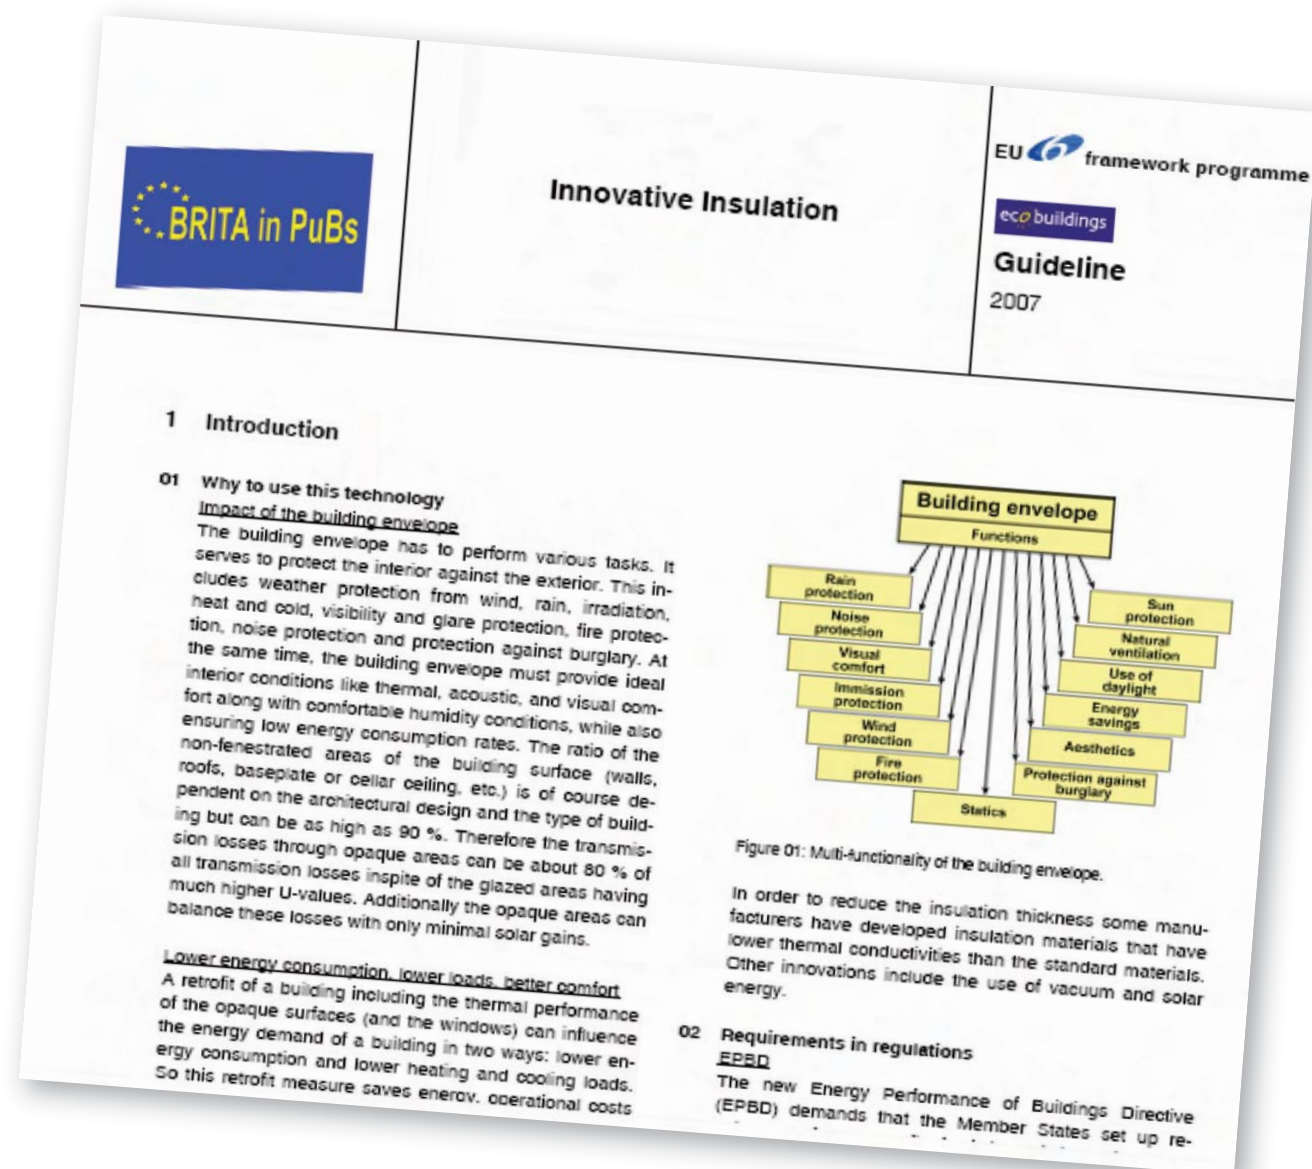 BRITA in PuBs
Innovative Insulation
EU 6 framework programme
ecobuildings
Guideline
2007
1 Introduction
01 Why to use this technology
Impact of the building envelope
The building envelope has to perform various tasks. It
serves to protect the interior against the exterior. This in-
cludes weather protection from wind, rain, irradiation,
heat and cold, visibility and glare protection, fire protec-
tion, noise protection and protection against burglary. At
the same time, the building envelope must provide ideal
interior conditions like thermal, acoustic, and visual com-
fort along with comfortable humidity conditions, while also
ensuring low energy consumption rates. The ratio of the
non-fenestrated areas of the building surface (walls,
roofs, baseplate or cellar ceiling, etc.) is of course de-
pendent on the architectural design and the type of build-
ing but can be as high as 90 %. Therefore the transmis-
sion losses through opaque areas can be about 80 % of
all transmission losses inspite of the glazed areas having
much higher U-values. Additionally the opaque areas can
balance these losses with only minimal solar gains.
Lower energy consumption, lower loads, better comfort
A retrofit of a building including the thermal performance
of the opaque surfaces (and the windows) can influence
the energy demand of a building in two ways: lower en-
ergy consumption and lower heating and cooling loads.
So this retrofit measure saves energy, operational costs
Building envelope
Functions
Rain
protection
Noise
protection
Visual
comfort
Immission
protection
Wind
protection
Fire
protection
Statics
Sun
protection
Natural
ventilation
Use of
daylight
Energy
savings
Aesthetics
Protection against
burglary
Figure 01: Multi-functionality of the building envelope.
In order to reduce the insulation thickness some manu-
facturers have developed insulation materials that have
lower thermal conductivities than the standard materials.
Other innovations include the use of vacuum and solar
energy.
02 Requirements in regulations
EPBD
The new Energy Performance of Buildings Directive
(EPBD) demands that the Member States set up re-